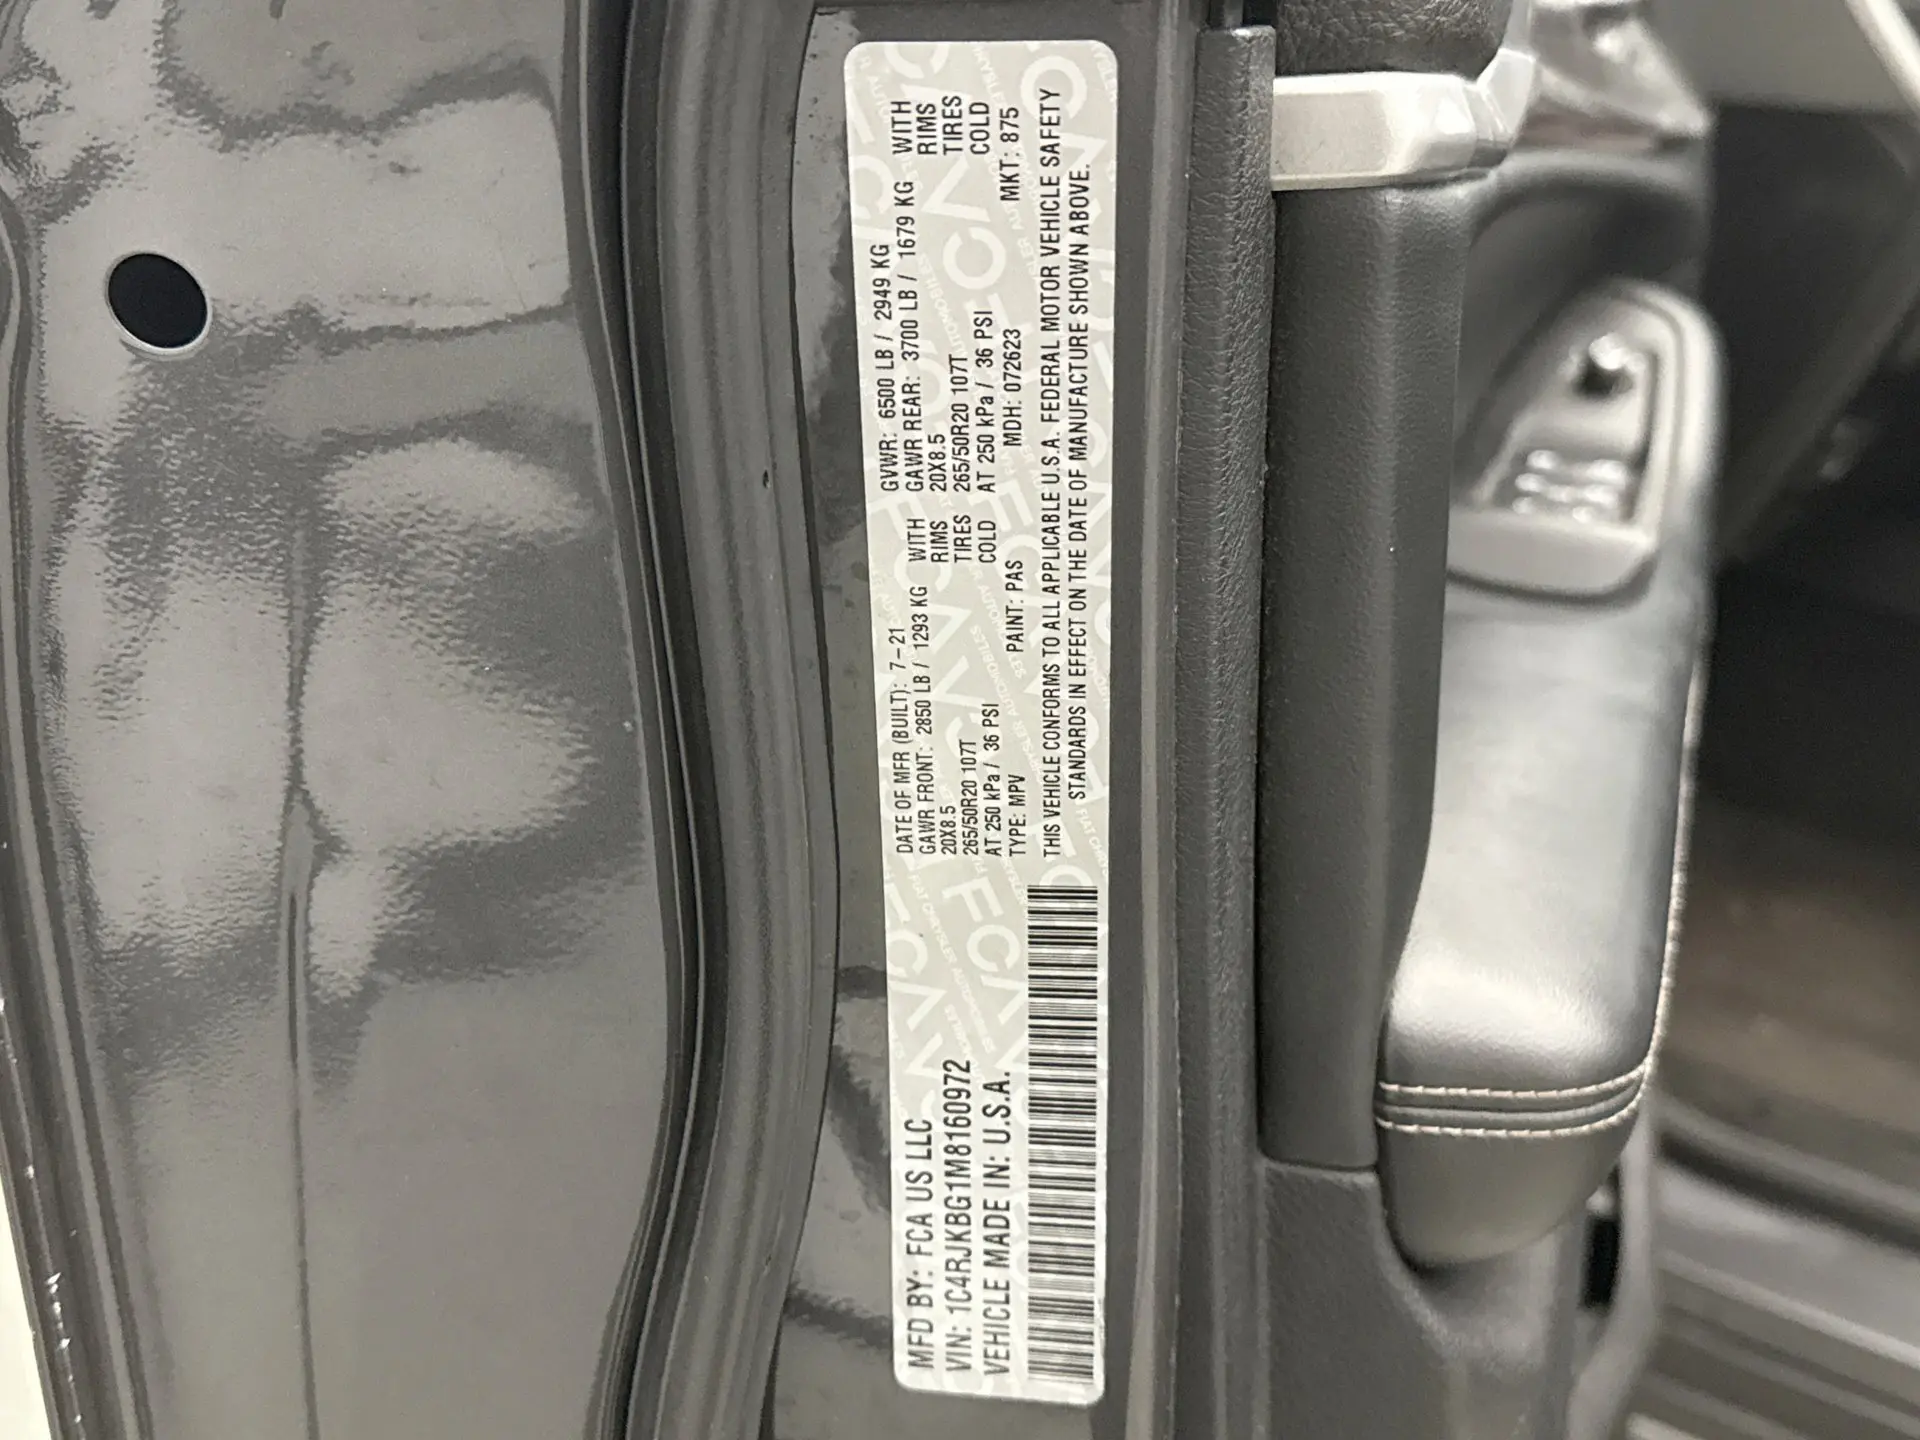 MFD BY: FCA US LLC
VIN: 1C4RJKBG1M8160972
VEHICLE MADE IN: U.S.A.
DATE OF MFR (BUILT): 7-21 GVWR: 6500 LB / 2949 KG
GAWR FRONT: 2850 LB / 1293 KG WITH GAWR REAR: 3700 LB / 1679 KG WITH
20X8.5 RIMS 20X8.5 RIMS
265/50R20 107T TIRES 265/50R20 107T TIRES
AT 250 kPa / 36 PSI COLD AT 250 kPa / 36 PSI COLD
TYPE: MPV PAINT: PAS MDH: 072623 MKT: 875
THIS VEHICLE CONFORMS TO ALL APPLICABLE U.S.A. FEDERAL MOTOR VEHICLE SAFETY
STANDARDS IN EFFECT ON THE DATE OF MANUFACTURE SHOWN ABOVE.